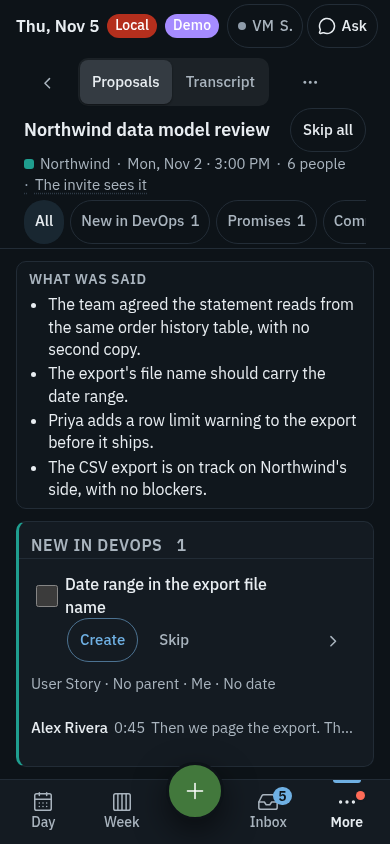 Thu, Nov 5 Local Demo VM S. Ask
Proposals Transcript
Northwind data model review Skip all
Northwind · Mon, Nov 2 · 3:00 PM · 6 people
· The invite sees it
All New in DevOps 1 Promises 1 Com
WHAT WAS SAID
• The team agreed the statement reads from
the same order history table, with no
second copy.
• The export's file name should carry the
date range.
• Priya adds a row limit warning to the export
before it ships.
• The CSV export is on track on Northwind's
side, with no blockers.
NEW IN DEVOPS 1
Date range in the export file
name
Create Skip
User Story · No parent · Me · No date
Alex Rivera 0:45 Then we page the export. Th...
Day Week Inbox 5 More